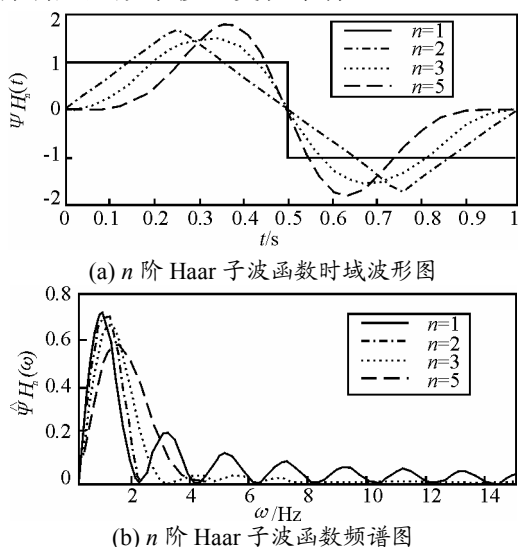 n=1
n=2
n=3
n=5
2
1
0
-1
-2
Ψ Hₙ(t)
0 0.1 0.2 0.3 0.4 0.5 0.6 0.7 0.8 0.9 1
t/s
(a) n 阶 Haar 子波函数时域波形图
n=1
n=2
n=3
n=5
0.8
0.6
0.4
0.2
0
Ψ̂ Hₙ(ω)
2 4 6 8 10 12 14
ω/Hz
(b) n 阶 Haar 子波函数频谱图